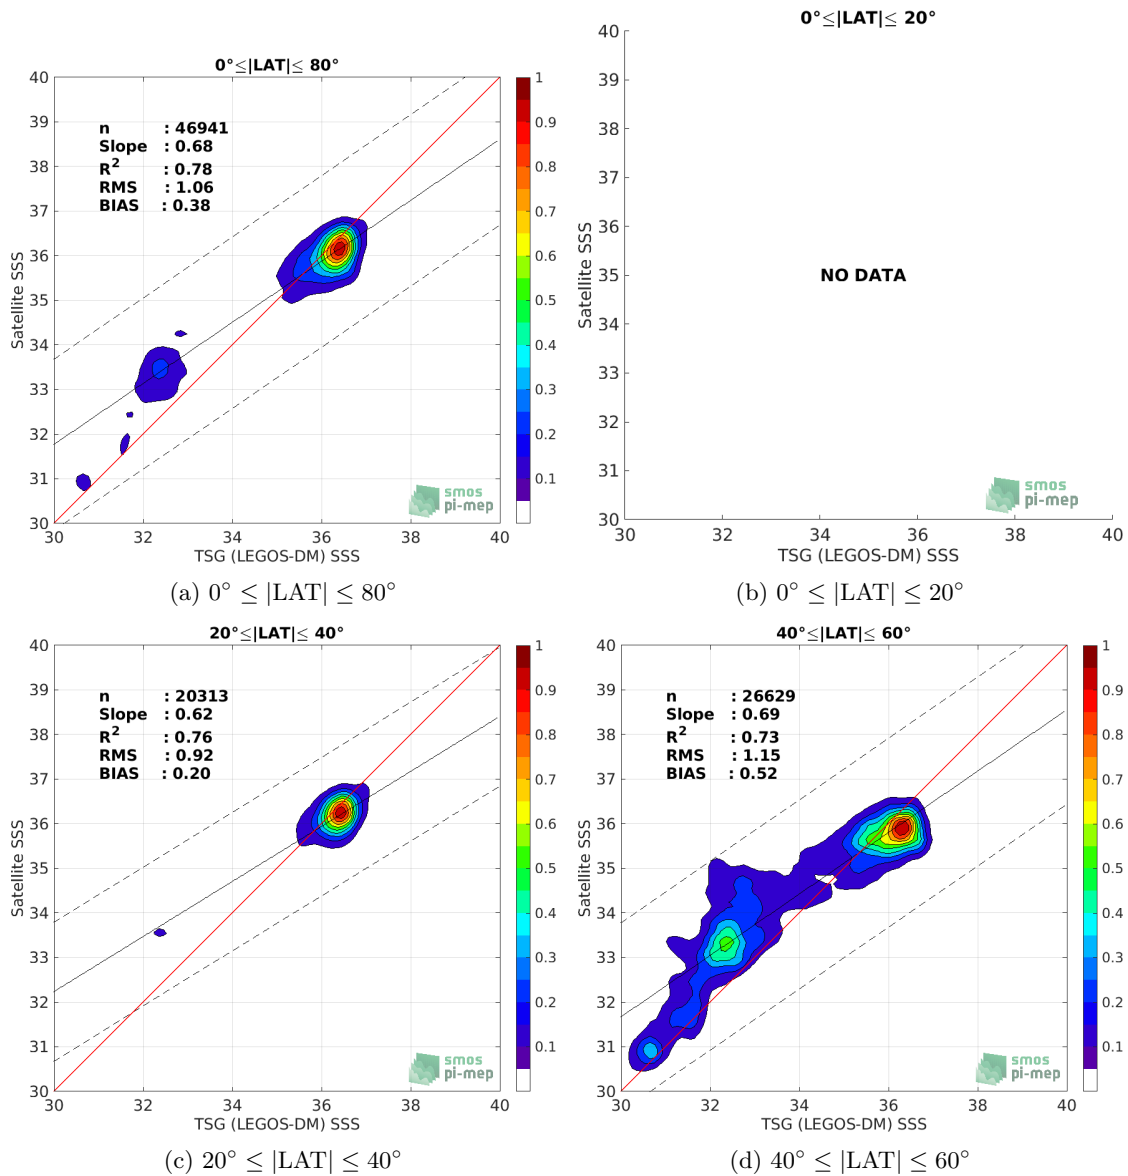 0°≤|LAT|≤ 80°
n : 46941
Slope : 0.68
R2 : 0.78
RMS : 1.06
BIAS : 0.38
40
39
38
37
36
35
34
33
32
31
30
Satellite SSS
30 32 34 36 38 40
TSG (LEGOS-DM) SSS
1
0.9
0.8
0.7
0.6
0.5
0.4
0.3
0.2
0.1
smos
pi-mep
(a) 0° ≤ |LAT| ≤ 80°
0°≤|LAT|≤ 20°
40
39
38
37
36
35
34
33
32
31
30
Satellite SSS
NO DATA
30 32 34 36 38 40
TSG (LEGOS-DM) SSS
smos
pi-mep
(b) 0° ≤ |LAT| ≤ 20°
20°≤|LAT|≤ 40°
n : 20313
Slope : 0.62
R2 : 0.76
RMS : 0.92
BIAS : 0.20
40
39
38
37
36
35
34
33
32
31
30
Satellite SSS
30 32 34 36 38 40
TSG (LEGOS-DM) SSS
1
0.9
0.8
0.7
0.6
0.5
0.4
0.3
0.2
0.1
smos
pi-mep
(c) 20° ≤ |LAT| ≤ 40°
40°≤|LAT|≤ 60°
n : 26629
Slope : 0.69
R2 : 0.73
RMS : 1.15
BIAS : 0.52
40
39
38
37
36
35
34
33
32
31
30
Satellite SSS
30 32 34 36 38 40
TSG (LEGOS-DM) SSS
1
0.9
0.8
0.7
0.6
0.5
0.4
0.3
0.2
0.1
smos
pi-mep
(d) 40° ≤ |LAT| ≤ 60°